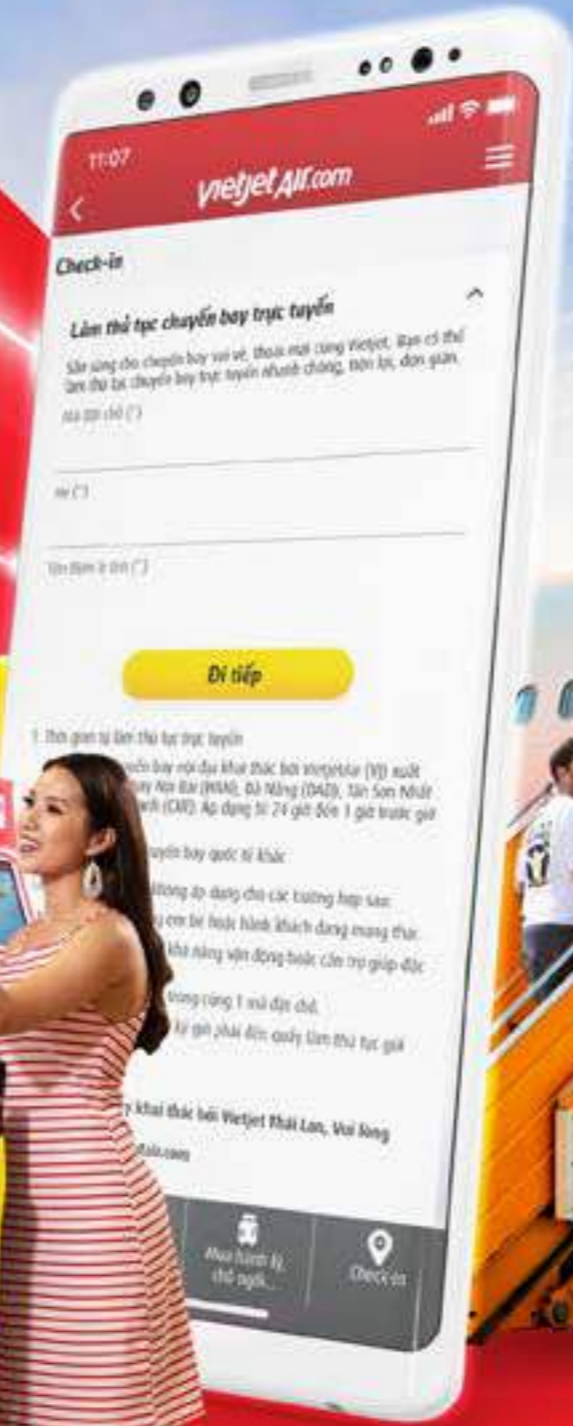 11:07
vietjetAir.com
Check-in
Làm thủ tục chuyến bay trực tuyến
Sẵn sàng cho chuyến bay vui vẻ, thoải mái cùng Vietjet. Bạn có thể
làm thủ tục chuyến bay trực tuyến nhanh chóng, tiện lợi, đơn giản.
Mã đặt chỗ (*)
Họ (*)
Tên đệm & tên (*)
Đi tiếp
1. Thời gian làm thủ tục trực tuyến
bay nội địa khai thác bởi Vietjetair (VJ) xuất
Nội Bài (HAN), Đà Nẵng (DAD), Tân Sơn Nhất
(CXR): Áp dụng từ 24 giờ đến 1 giờ trước giờ
bay quốc tế khác
không áp dụng cho các trường hợp sau:
em bé hoặc hành khách đang mang thai.
khả năng vận động hoặc cần trợ giúp đặc
trong cùng 1 mã đặt chỗ.
ký gửi phải đến quầy làm thủ tục giã
khai thác bởi Vietjet Thái Lan, Vui lòng
Mua hành lý,
chỗ ngồi...
Check-in